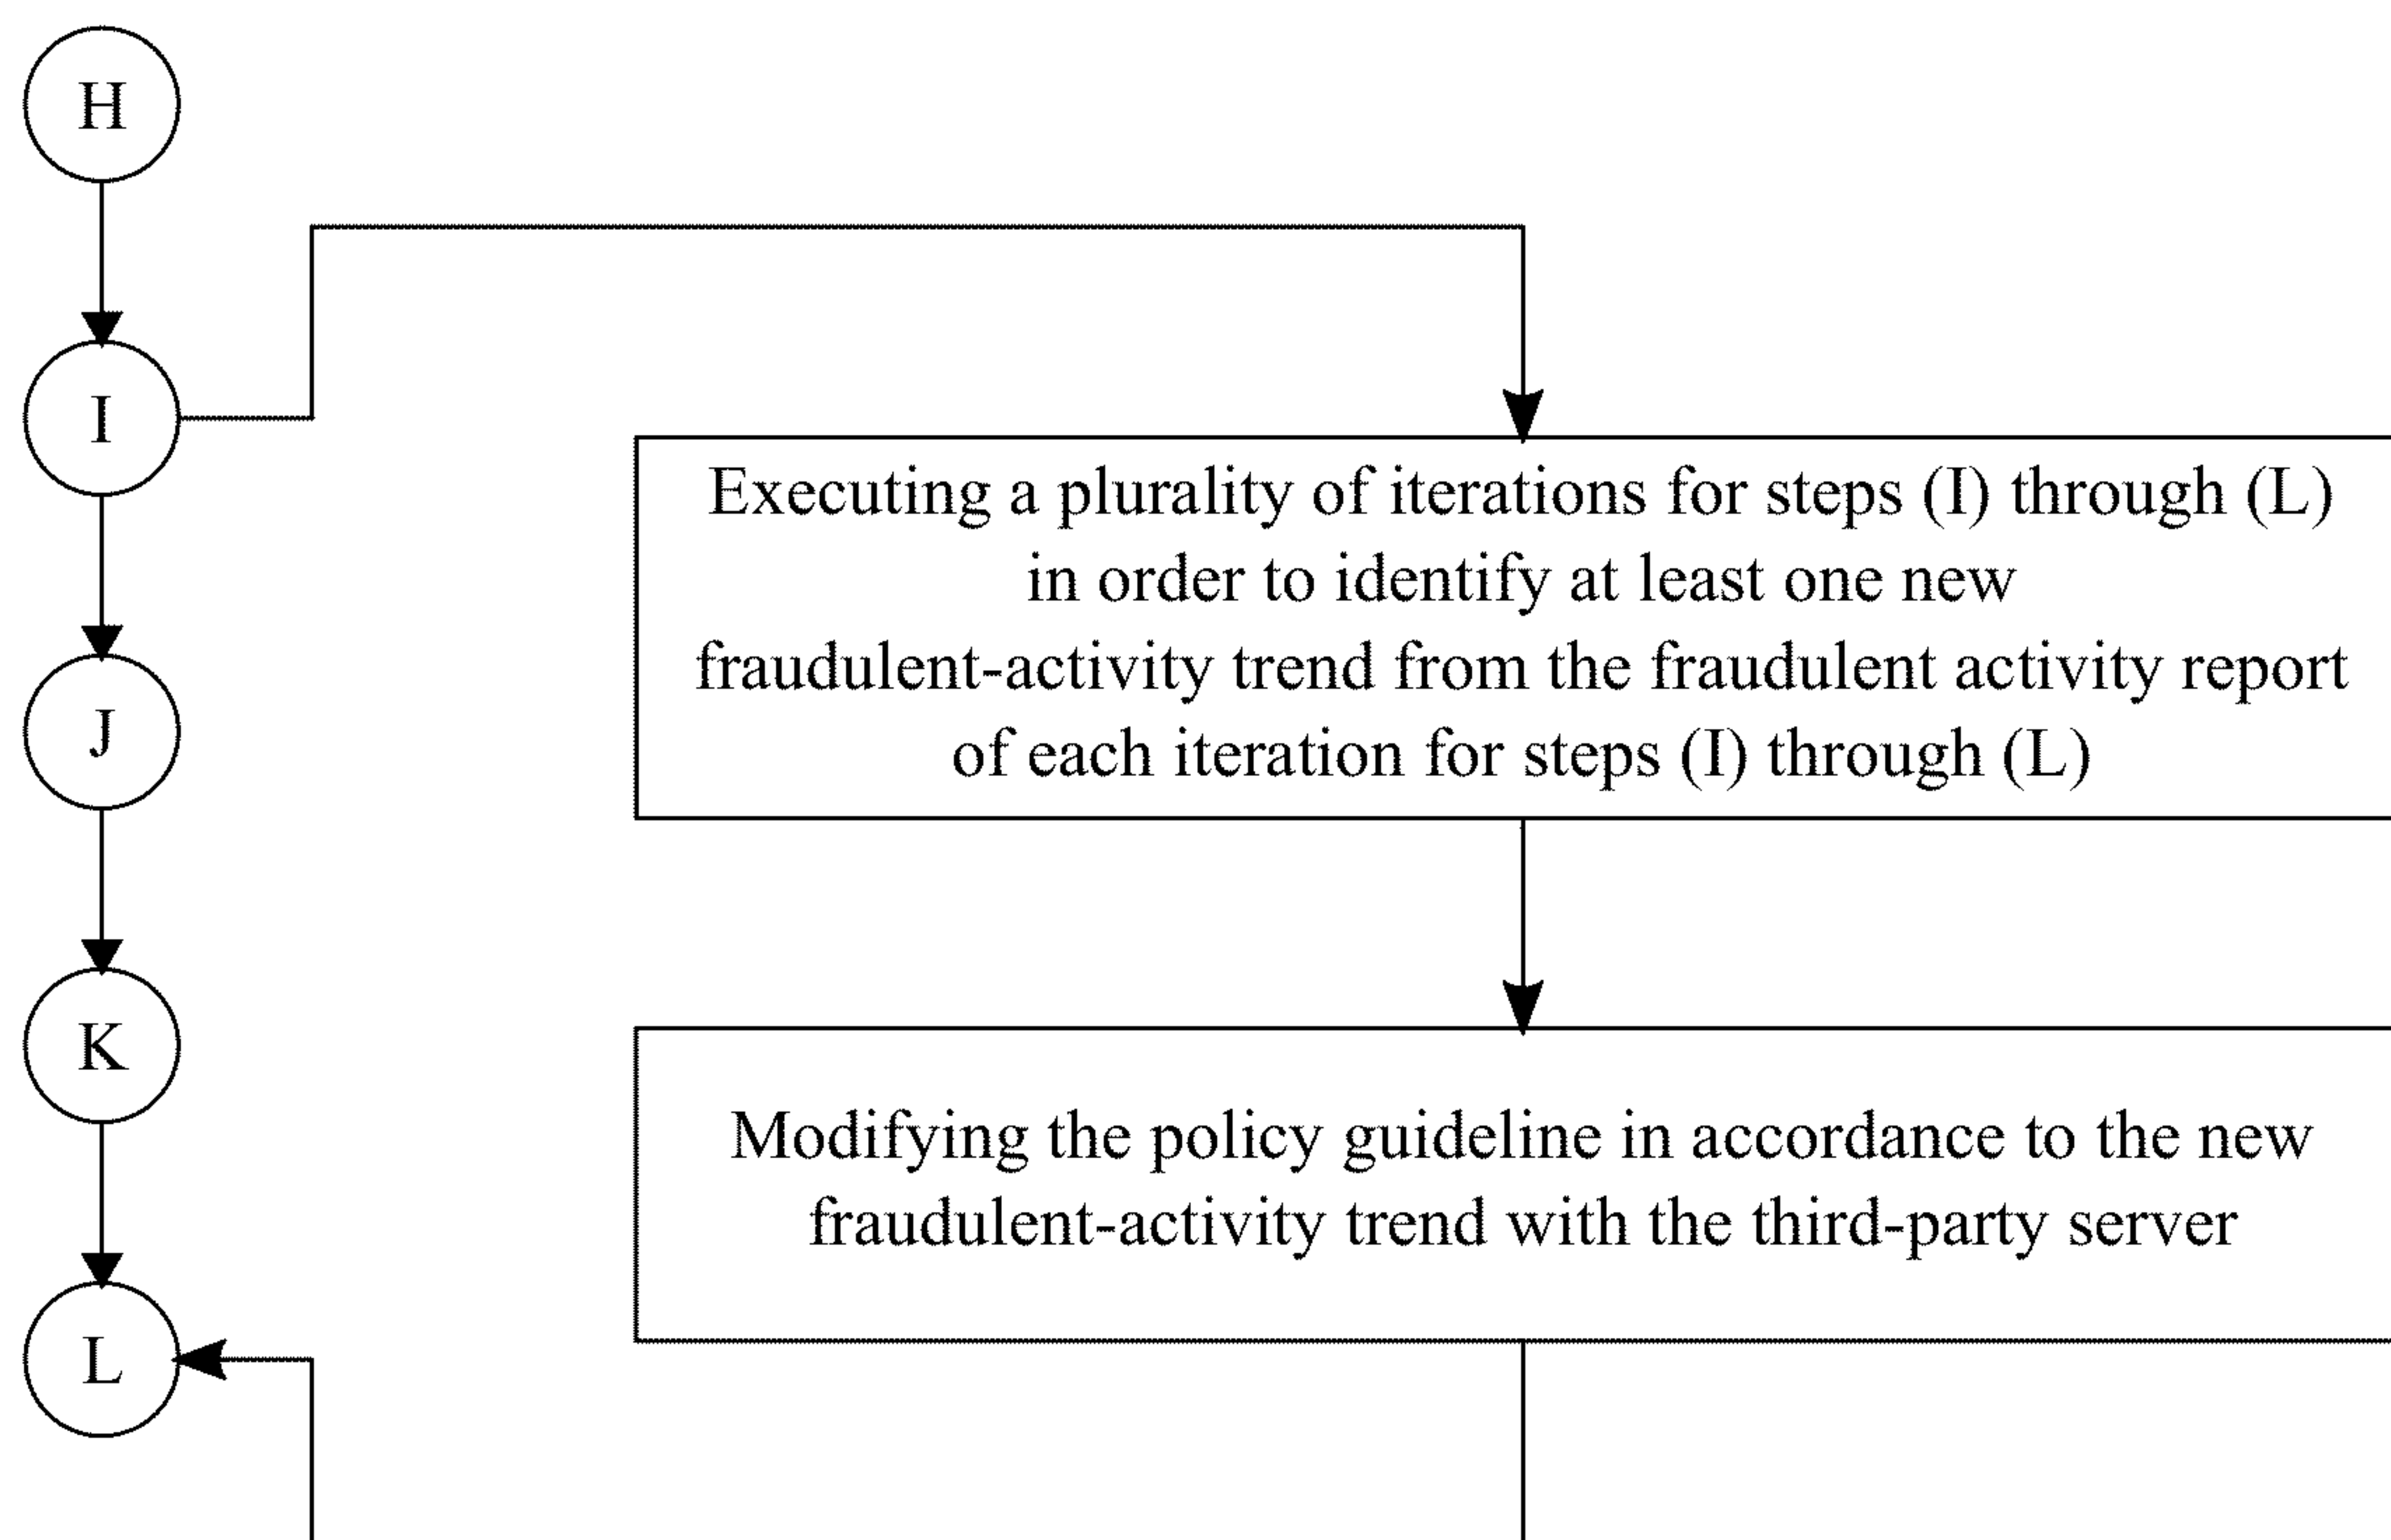 H
I
Executing a plurality of iterations for steps (I) through (L)
in order to identify at least one new
fraudulent-activity trend from the fraudulent activity report
of each iteration for steps (I) through (L)
J
K
Modifying the policy guideline in accordance to the new
fraudulent-activity trend with the third-party server
L